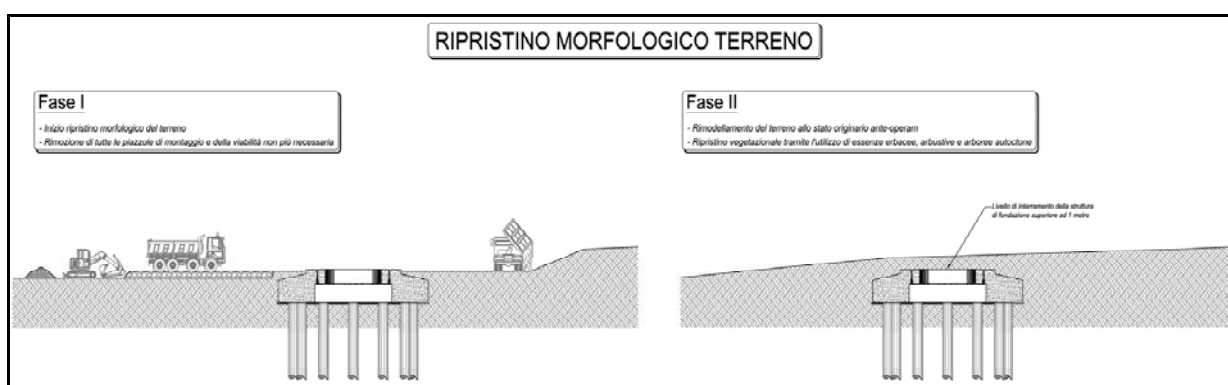 RIPRISTINO MORFOLOGICO TERRENO
Fase I
- Inizio ripristino morfologico del terreno
- Rimozione di tutte le piazzole di montaggio e della viabilità non più necessaria
Fase II
- Rimodellamento del terreno allo stato originario ante-operam
- Ripristino vegetazionale tramite l'utilizzo di essenze erbacee, arbustive e arboree autoctone
Livello di interramento della struttura
di fondazione superiore ad 1 metro